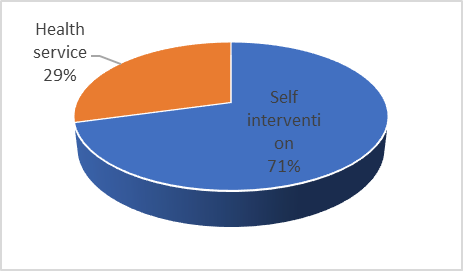 Health
service
29%
Self
interventi
on
71%